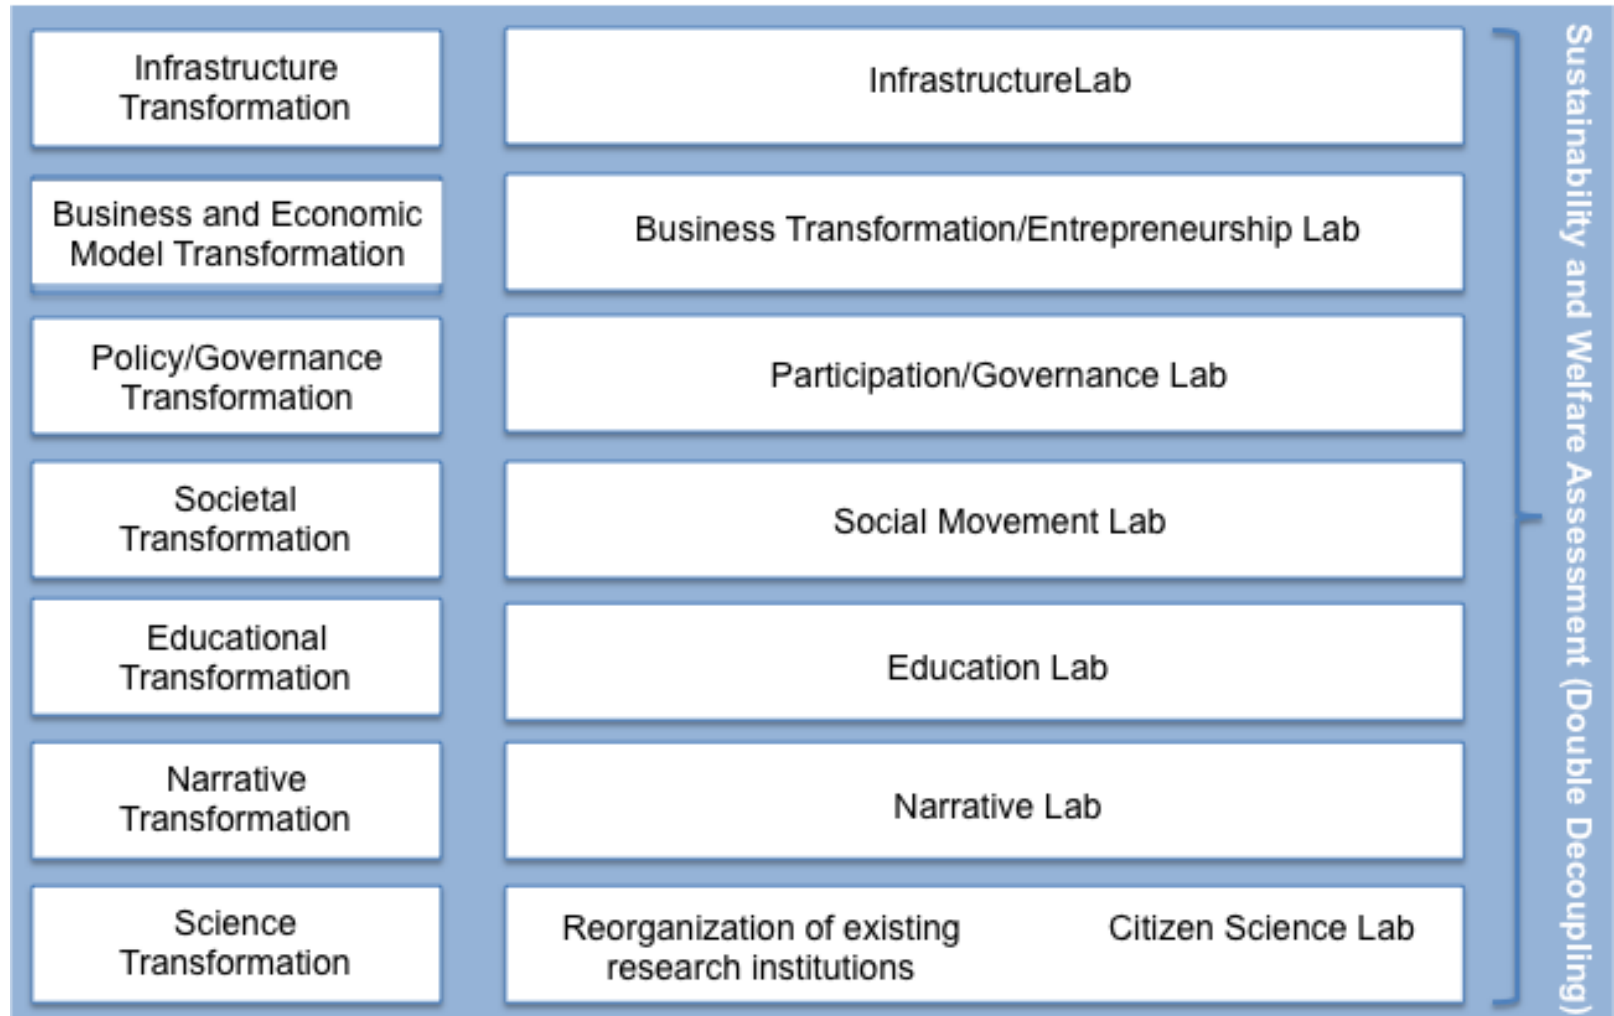 Infrastructure
Transformation
InfrastructureLab
Business and Economic
Model Transformation
Business Transformation/Entrepreneurship Lab
Policy/Governance
Transformation
Participation/Governance Lab
Societal
Transformation
Social Movement Lab
Educational
Transformation
Education Lab
Narrative
Transformation
Narrative Lab
Science
Transformation
Reorganization of existing
research institutions
Citizen Science Lab
Sustainability and Welfare Assessment (Double Decoupling)